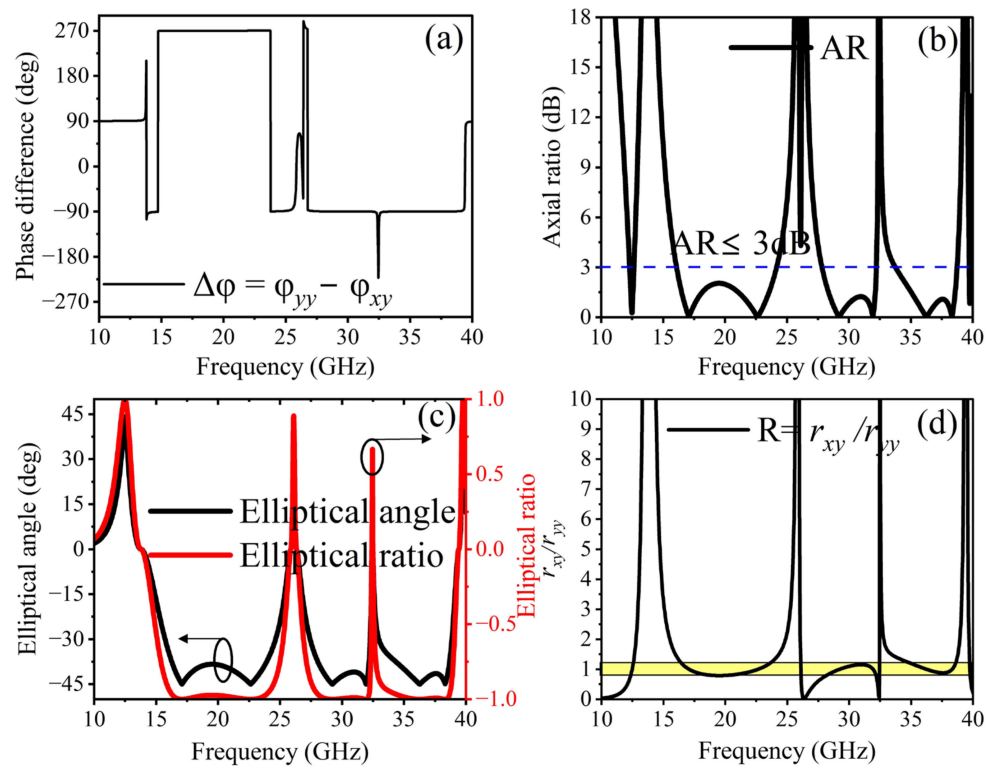 (a)
Phase difference (deg)
270
180
90
0
−90
−180
−270
Δφ = φyy − φxy
10 15 20 25 30 35 40
Frequency (GHz)
(b)
Axial ratio (dB)
18
15
12
9
6
3
0
AR
AR≤ 3dB
10 15 20 25 30 35 40
Frequency (GHz)
(c)
Elliptical angle (deg)
45
30
15
0
−15
−30
−45
Elliptical angle
Elliptical ratio
1.0
0.5
0.0
−0.5
−1.0
Elliptical ratio
10 15 20 25 30 35 40
Frequency (GHz)
(d)
rxy/ryy
10
9
8
7
6
5
4
3
2
1
0
R= rxy /ryy
10 15 20 25 30 35 40
Frequency (GHz)